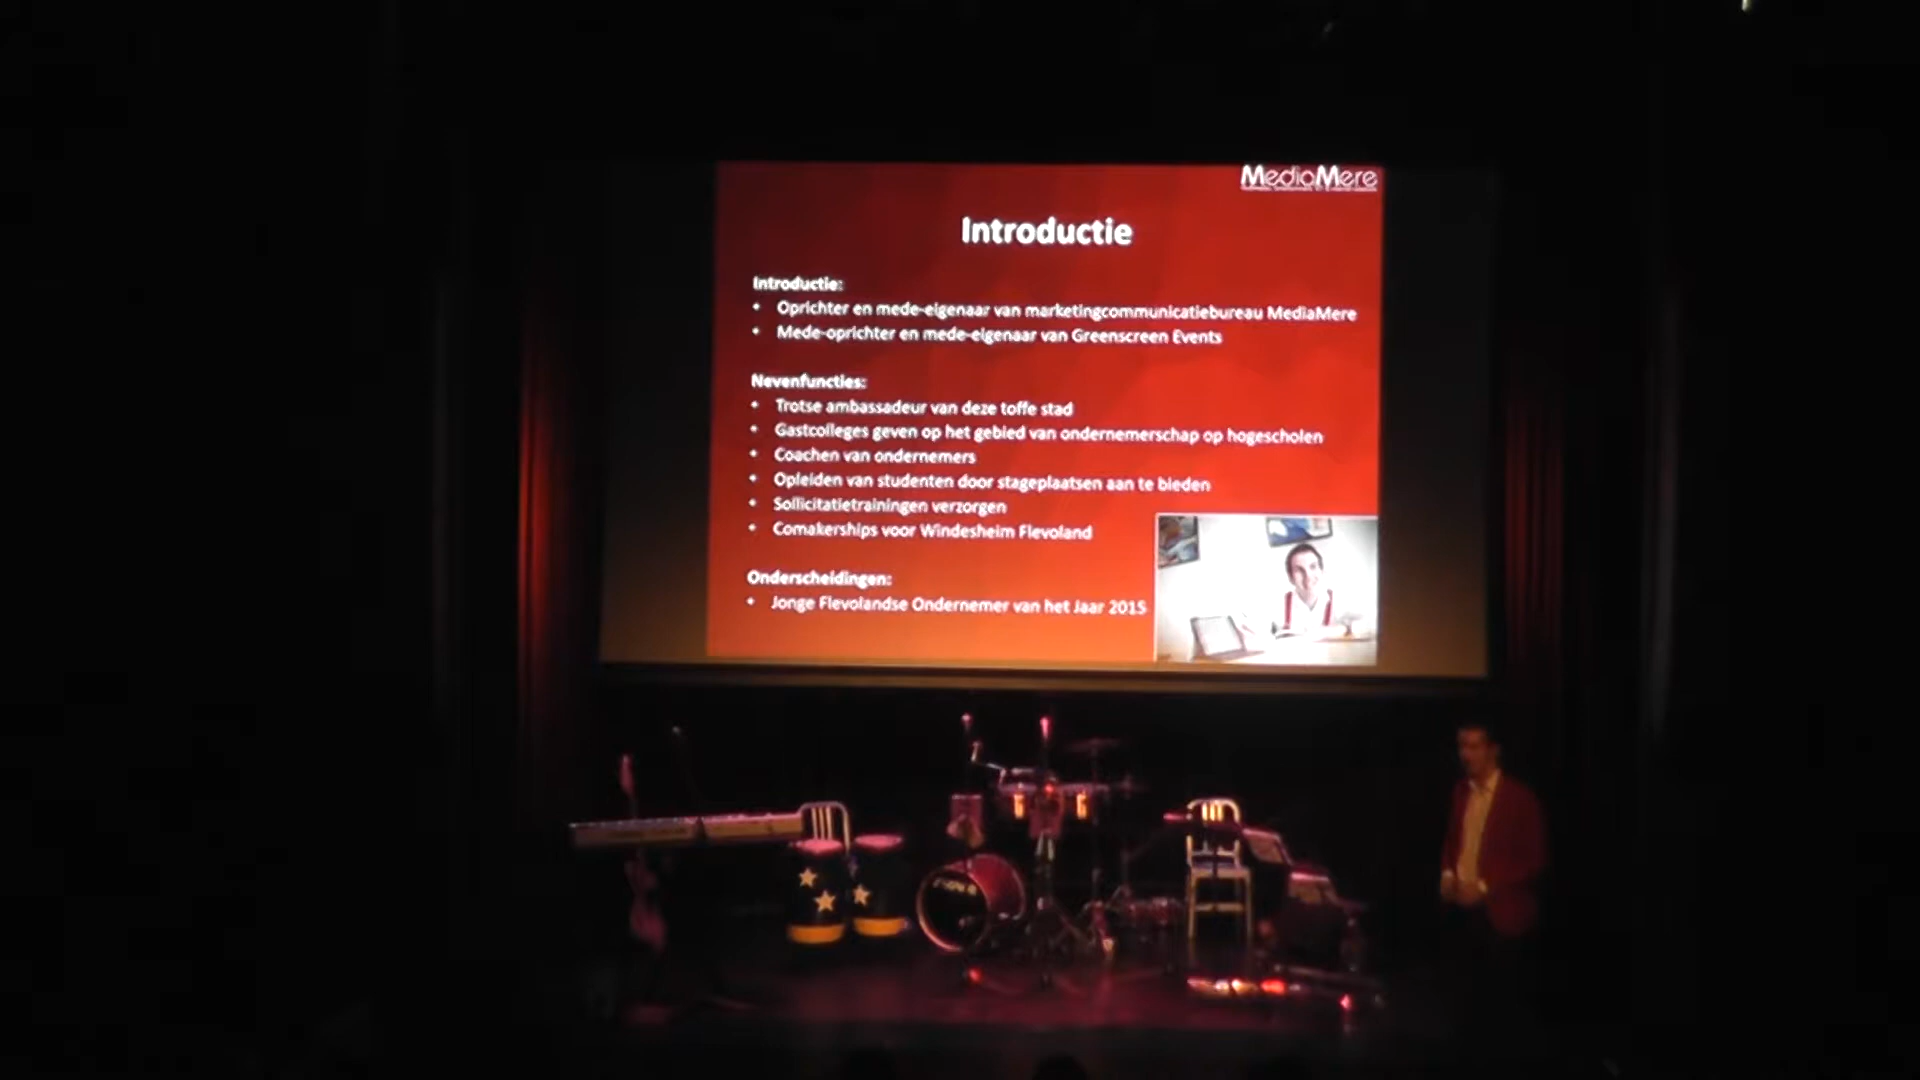 MediaMere
Introductie
Introductie:
• Oprichter en mede-eigenaar van marketingcommunicatiebureau MediaMere
• Mede-oprichter en mede-eigenaar van Greenscreen Events
Nevenfuncties:
• Trotse ambassadeur van deze toffe stad
• Gastcolleges geven op het gebied van ondernemerschap op hogescholen
• Coachen van ondernemers
• Opleiden van studenten door stageplaatsen aan te bieden
• Sollicitatietrainingen verzorgen
• Comakerships voor Windesheim Flevoland
Onderscheidingen:
• Jonge Flevolandse Ondernemer van het Jaar 2015